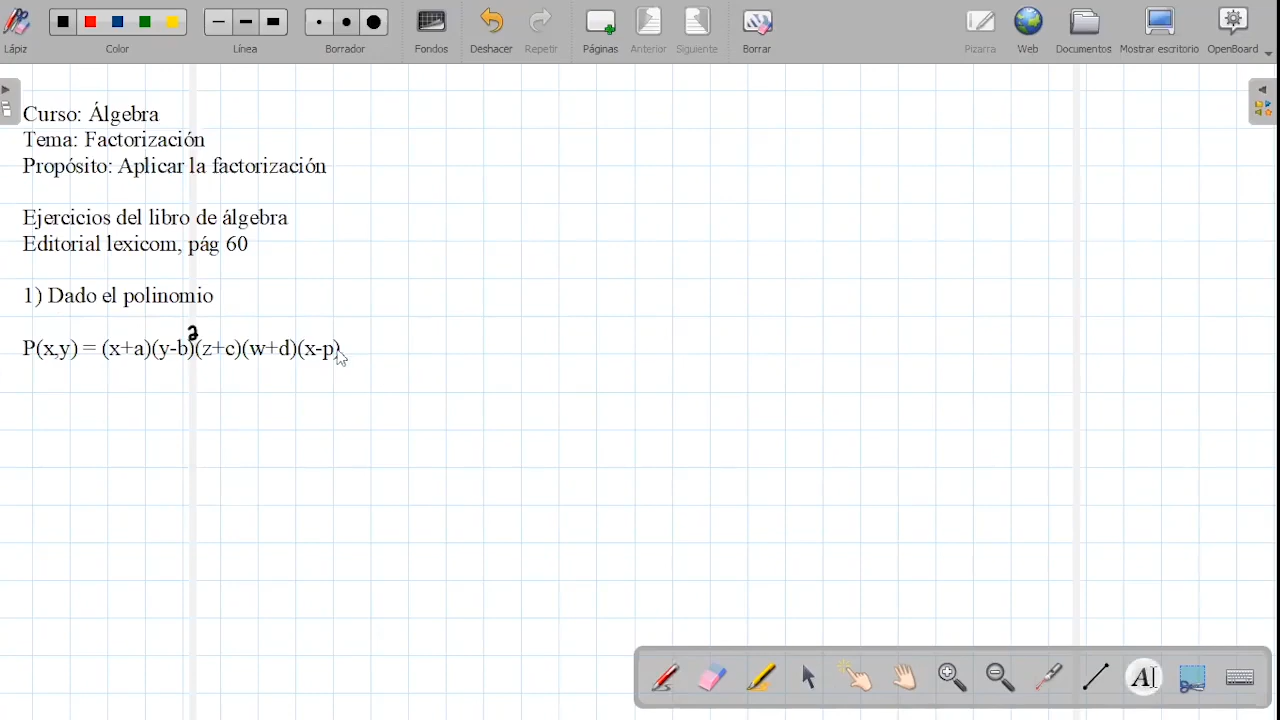 Lápiz
Color
Línea
Borrador
Fondos
Deshacer
Repetir
Páginas
Anterior
Siguiente
Borrar
Pizarra
Web
Documentos
Mostrar escritorio
OpenBoard
Curso: Álgebra
Tema: Factorización
Propósito: Aplicar la factorización
Ejercicios del libro de álgebra
Editorial lexicom, pág 60
1) Dado el polinomio
P(x,y) = (x+a)(y-b)²(z+c)(w+d)(x-p)